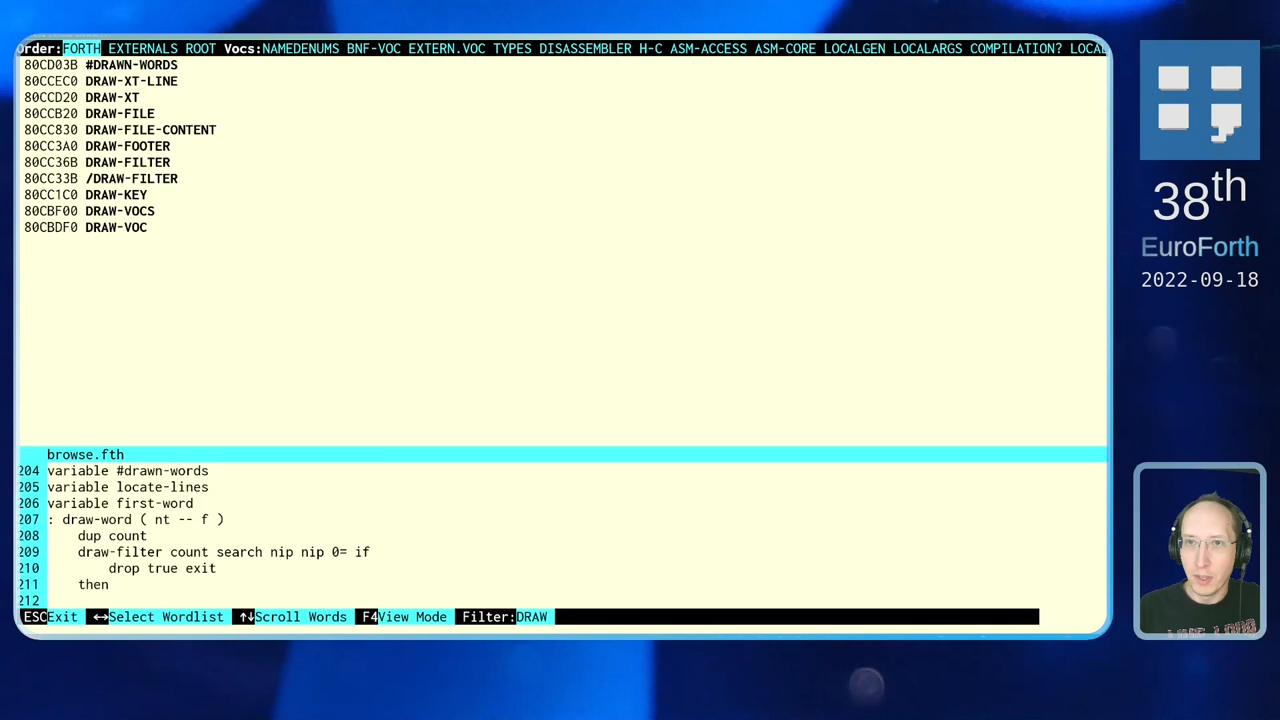 Order:FORTH EXTERNALS ROOT Vocs:NAMEDENUMS BNF-VOC EXTERN.VOC TYPES DISASSEMBLER H-C ASM-ACCESS ASM-CORE LOCALGEN LOCALARGS COMPILATION? LOCAL
80CD03B #DRAWN-WORDS
80CCEC0 DRAW-XT-LINE
80CCD20 DRAW-XT
80CCB20 DRAW-FILE
80CC830 DRAW-FILE-CONTENT
80CC3A0 DRAW-FOOTER
80CC36B DRAW-FILTER
80CC33B /DRAW-FILTER
80CC1C0 DRAW-KEY
80CBF00 DRAW-VOCS
80CBDF0 DRAW-VOC
browse.fth
204 variable #drawn-words
205 variable locate-lines
206 variable first-word
207 : draw-word ( nt -- f )
208 dup count
209 draw-filter count search nip nip 0= if
210 drop true exit
211 then
212
ESCExit ↔Select Wordlist ↑↓Scroll Words F4View Mode Filter:DRAW
38th
EuroForth
2022-09-18